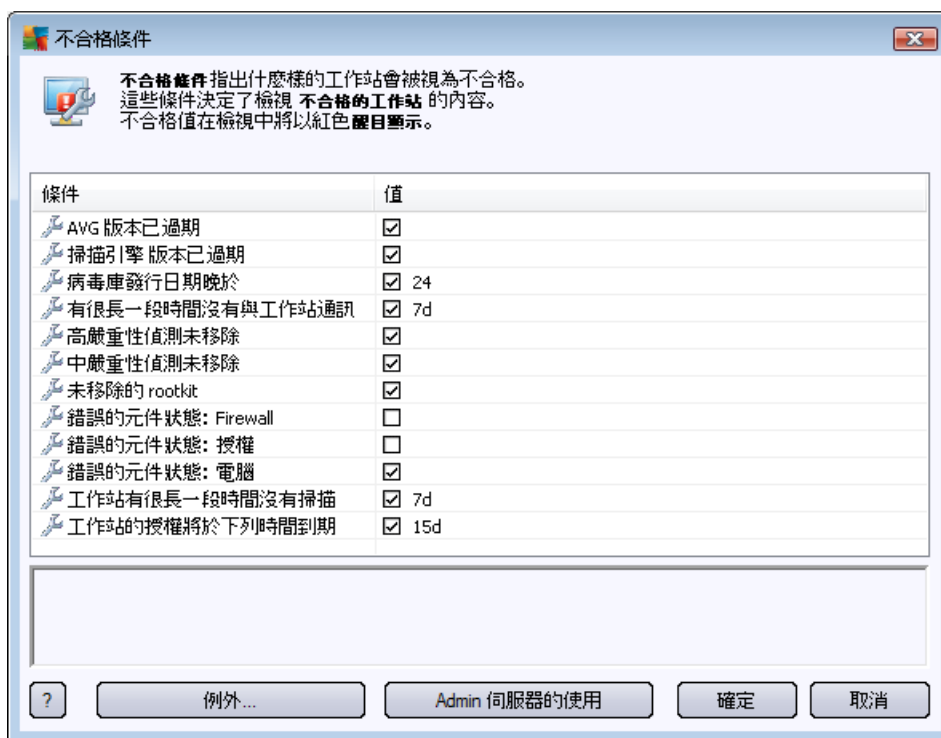 不合格條件
不合格條件指出什麼樣的工作站會被視為不合格。
這些條件決定了檢視 不合格的工作站 的內容。
不合格值在檢視中將以紅色醒目顯示。
條件 值
AVG 版本已過期
掃描引擎 版本已過期
病毒庫發行日期晚於 24
有很長一段時間沒有與工作站通訊 7d
高嚴重性偵測未移除
中嚴重性偵測未移除
未移除的 rootkit
錯誤的元件狀態: Firewall
錯誤的元件狀態: 授權
錯誤的元件狀態: 電腦
工作站有很長一段時間沒有掃描 7d
工作站的授權將於下列時間到期 15d
? 例外... Admin 伺服器的使用 確定 取消